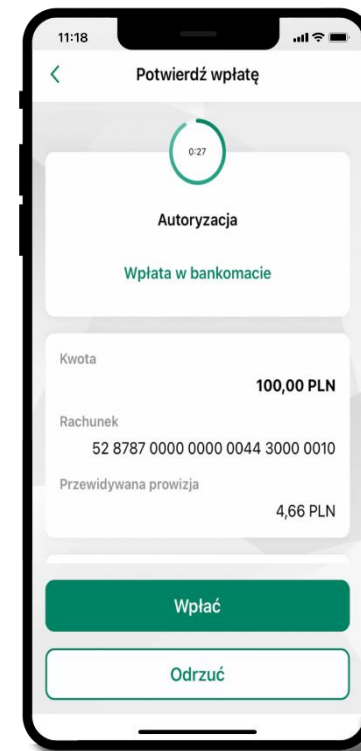 11:18
Potwierdź wpłatę
0:27
Autoryzacja
Wpłata w bankomacie
Kwota
100,00 PLN
Rachunek
52 8787 0000 0000 0044 3000 0010
Przewidywana prowizja
4,66 PLN
Wpłać
Odrzuć